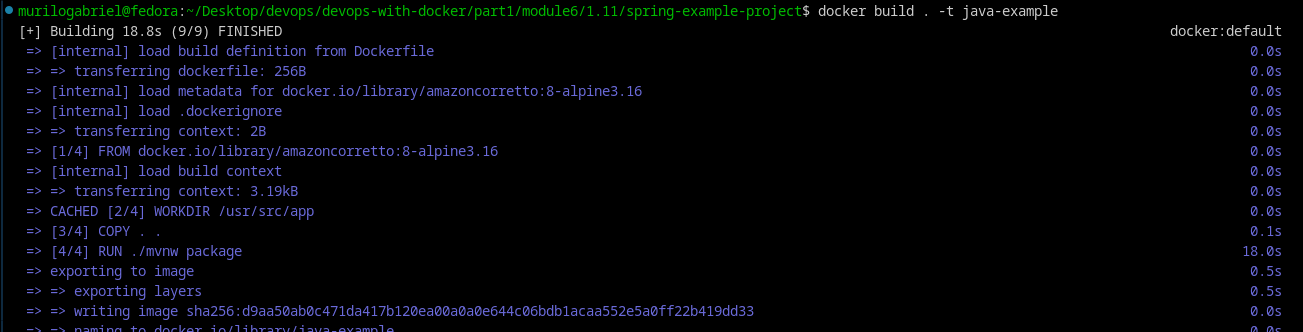 murilogabriel@fedora:~/Desktop/devops/devops-with-docker/part1/module6/1.11/spring-example-project$ docker build . -t java-example
[+] Building 18.8s (9/9) FINISHED docker:default
=> [internal] load build definition from Dockerfile 0.0s
=> => transferring dockerfile: 256B 0.0s
=> [internal] load metadata for docker.io/library/amazoncorretto:8-alpine3.16 0.0s
=> [internal] load .dockerignore 0.0s
=> => transferring context: 2B 0.0s
=> [1/4] FROM docker.io/library/amazoncorretto:8-alpine3.16 0.0s
=> [internal] load build context 0.0s
=> => transferring context: 3.19kB 0.0s
=> CACHED [2/4] WORKDIR /usr/src/app 0.0s
=> [3/4] COPY . . 0.1s
=> [4/4] RUN ./mvnw package 18.0s
=> exporting to image 0.5s
=> => exporting layers 0.5s
=> => writing image sha256:d9aa50ab0c471da417b120ea00a0a0e644c06bdb1acaa552e5a0ff22b419dd33 0.0s
=> => naming to docker.io/library/java-example 0.0s